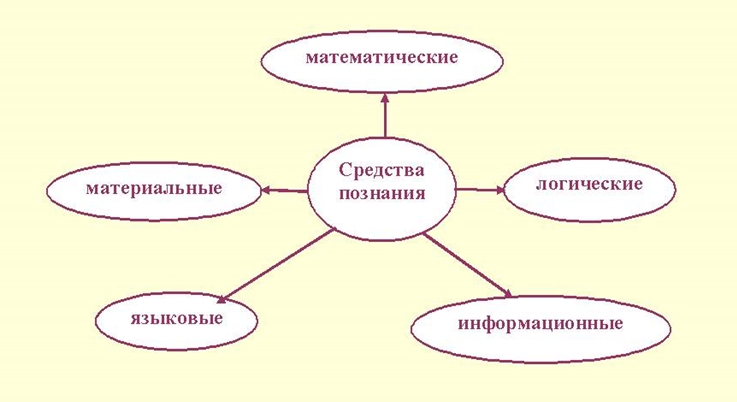 математические
Средства
познания
материальные
логические
языковые
информационные